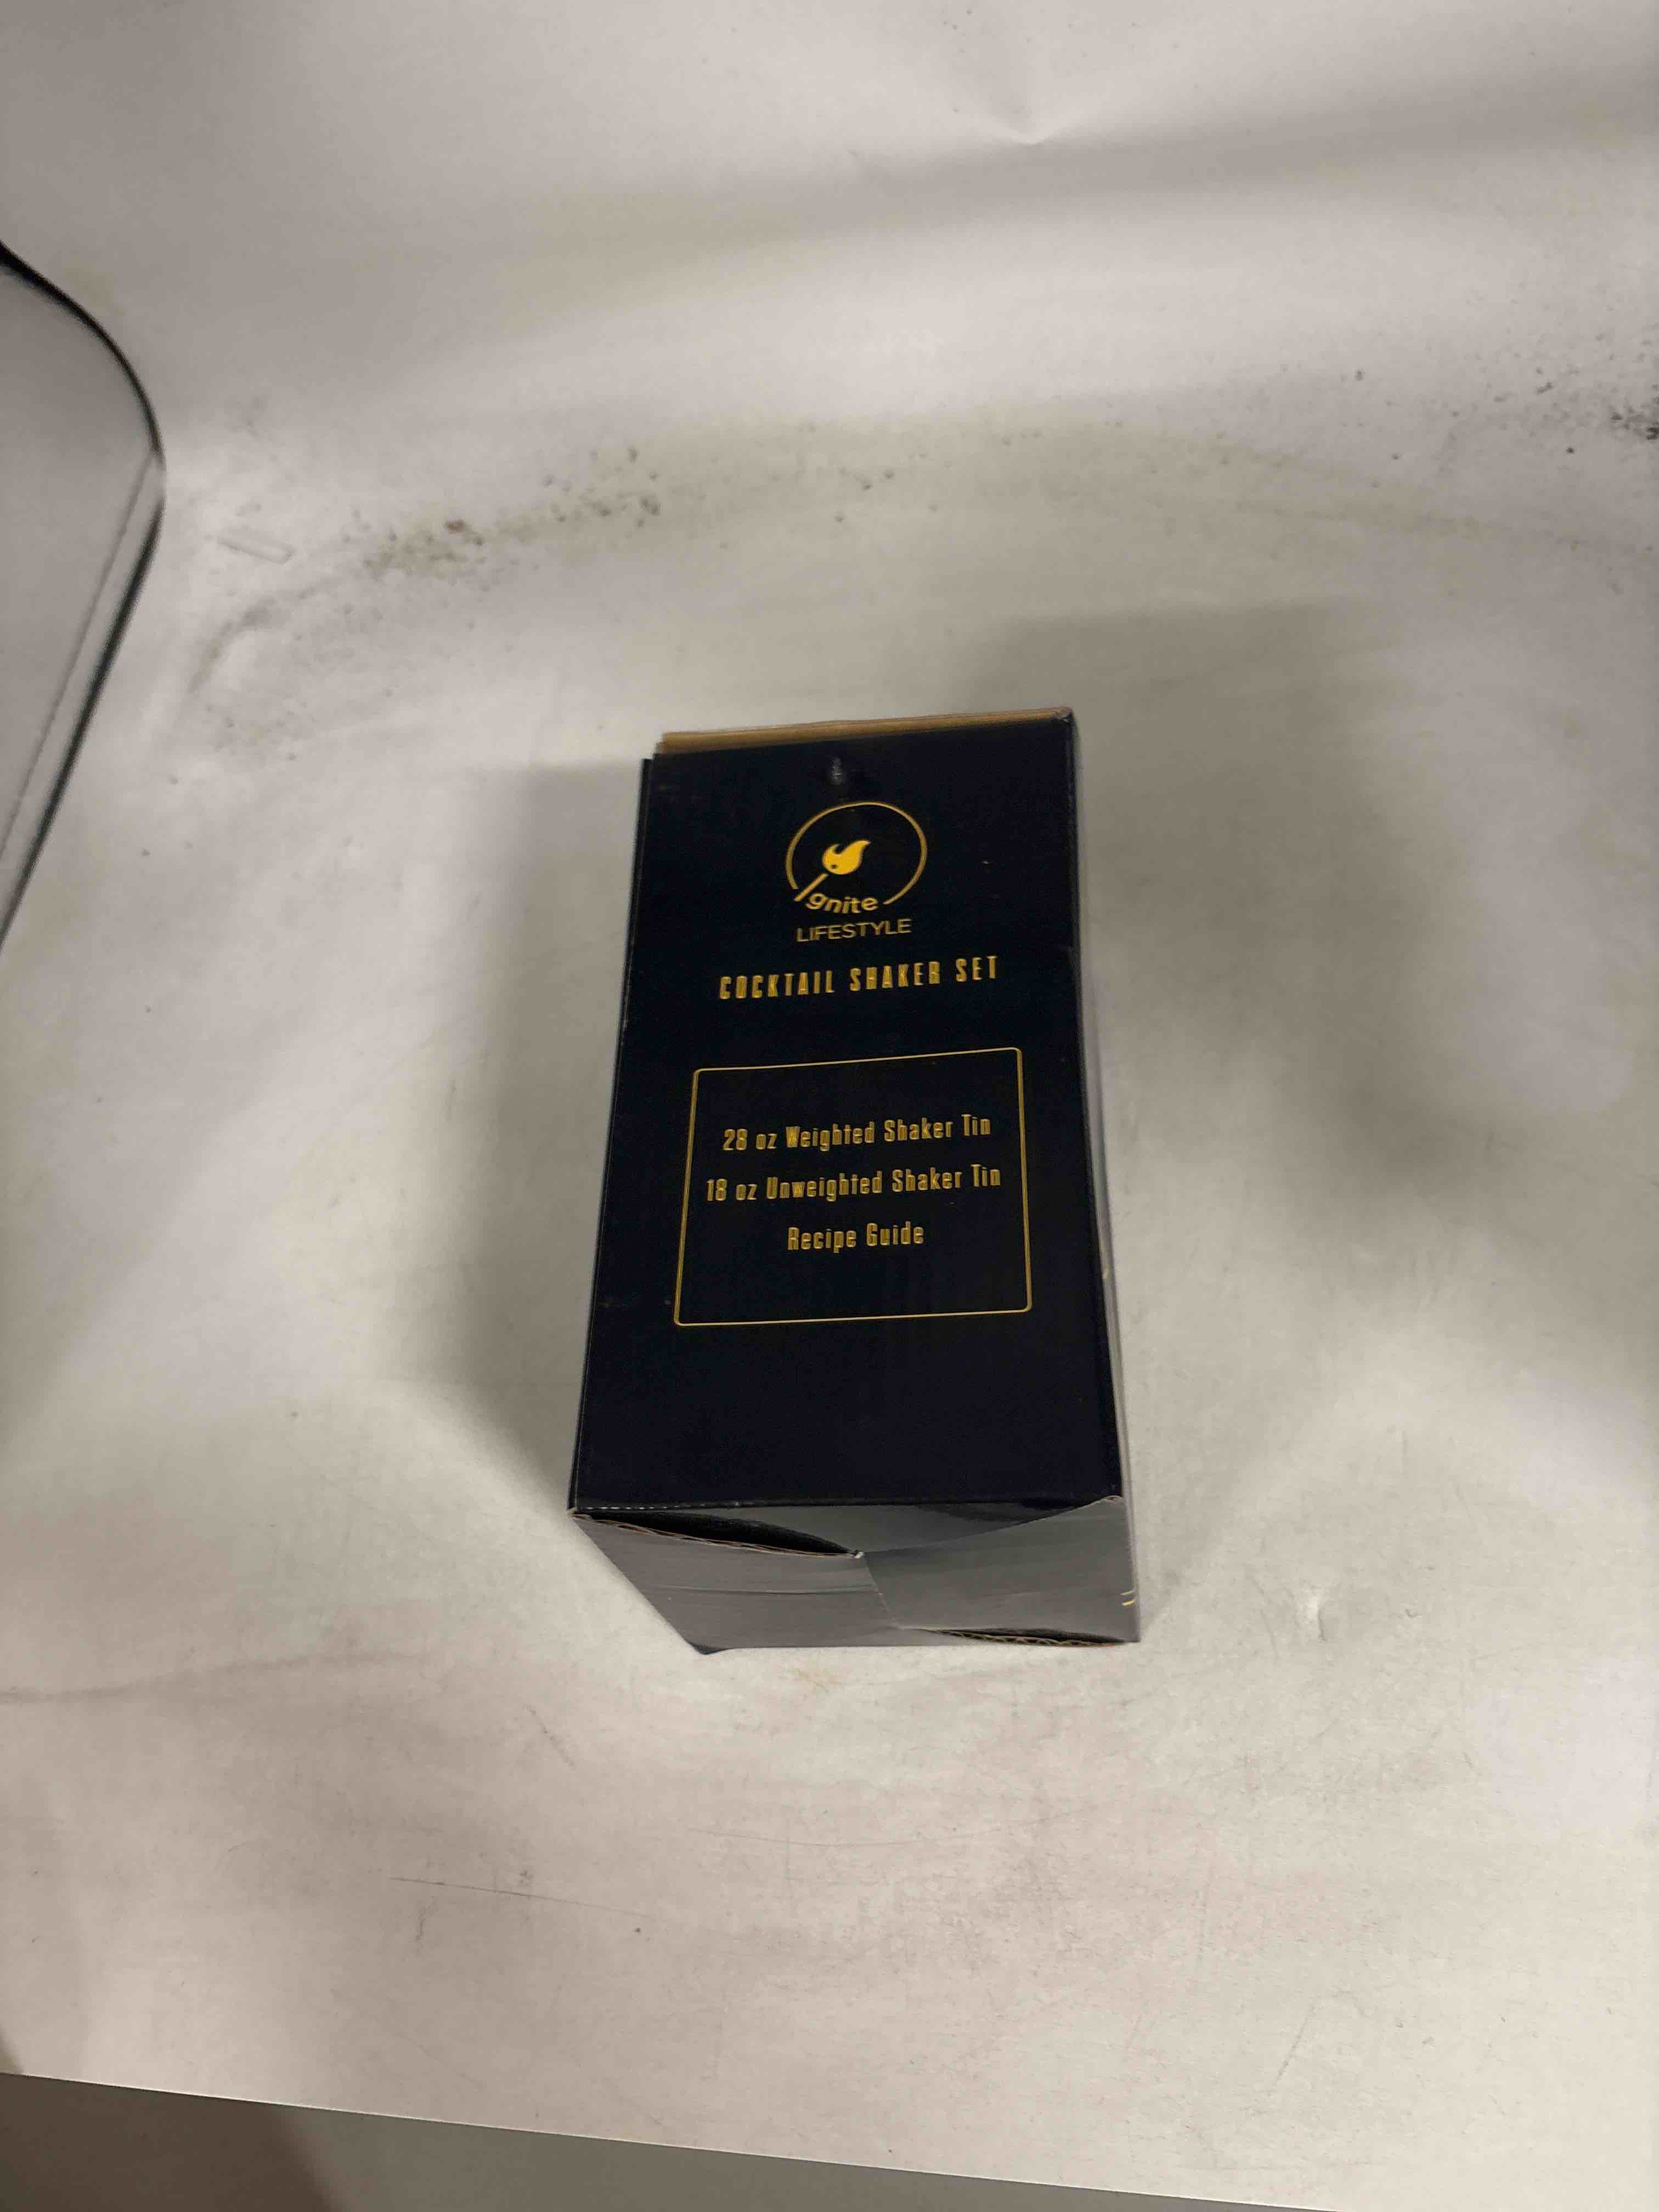 Ignite
LIFESTYLE
COCKTAIL SHAKER SET
28 oz Weighted Shaker Tin
18 oz Unweighted Shaker Tin
Recipe Guide